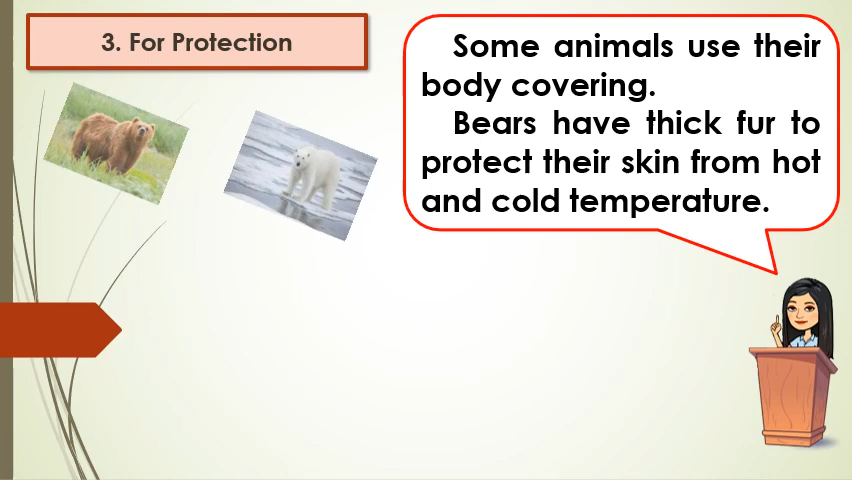 3. For Protection
Some animals use their
body covering.
Bears have thick fur to
protect their skin from hot
and cold temperature.